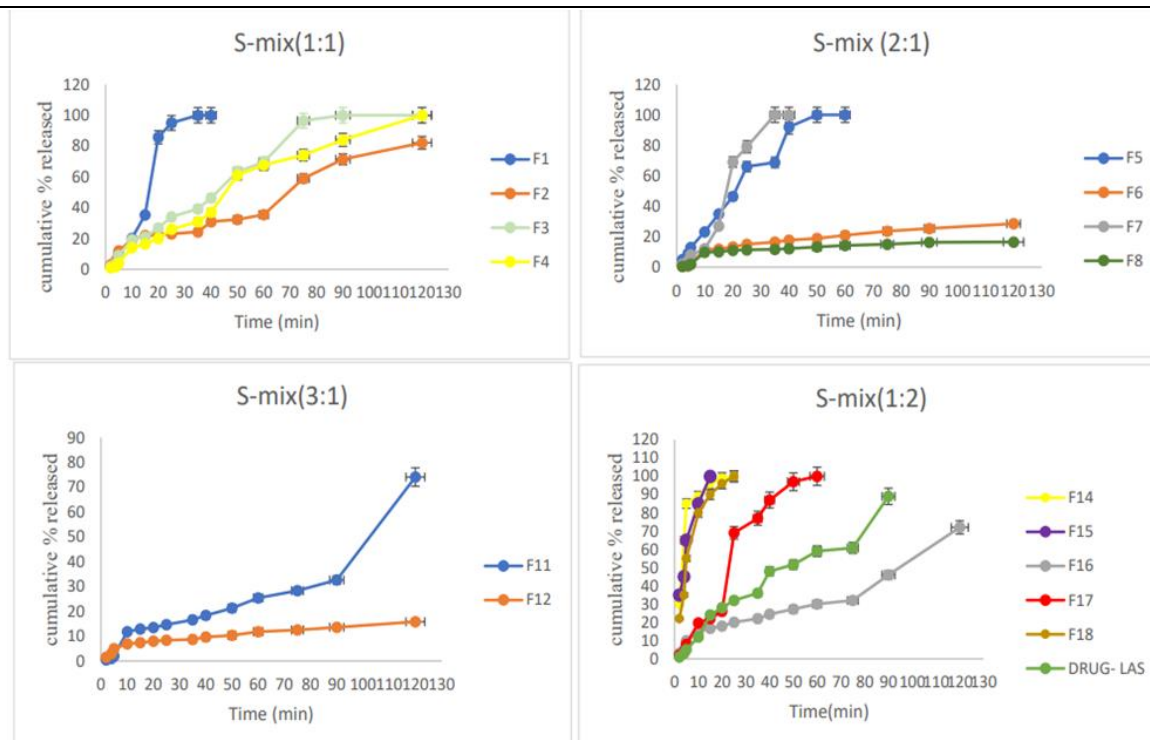 S-mix(1:1)
cumulative % released
120
100
80
60
40
20
0
0 10 20 30 40 50 60 70 80 90 100110120130
Time (min)
F1
F2
F3
F4
S-mix (2:1)
cumulative % released
120
100
80
60
40
20
0
0 10 20 30 40 50 60 70 80 90 100110120130
Time (min)
F5
F6
F7
F8
S-mix(3:1)
cumulative % released
90
80
70
60
50
40
30
20
10
0
0 10 20 30 40 50 60 70 80 90 100110120130
Time (min)
F11
F12
S-mix(1:2)
cumulative % released
120
110
100
90
80
70
60
50
40
30
20
10
0
0 10 20 30 40 50 60 70 80 90 100110120130
Time(min)
F14
F15
F16
F17
F18
DRUG- LAS